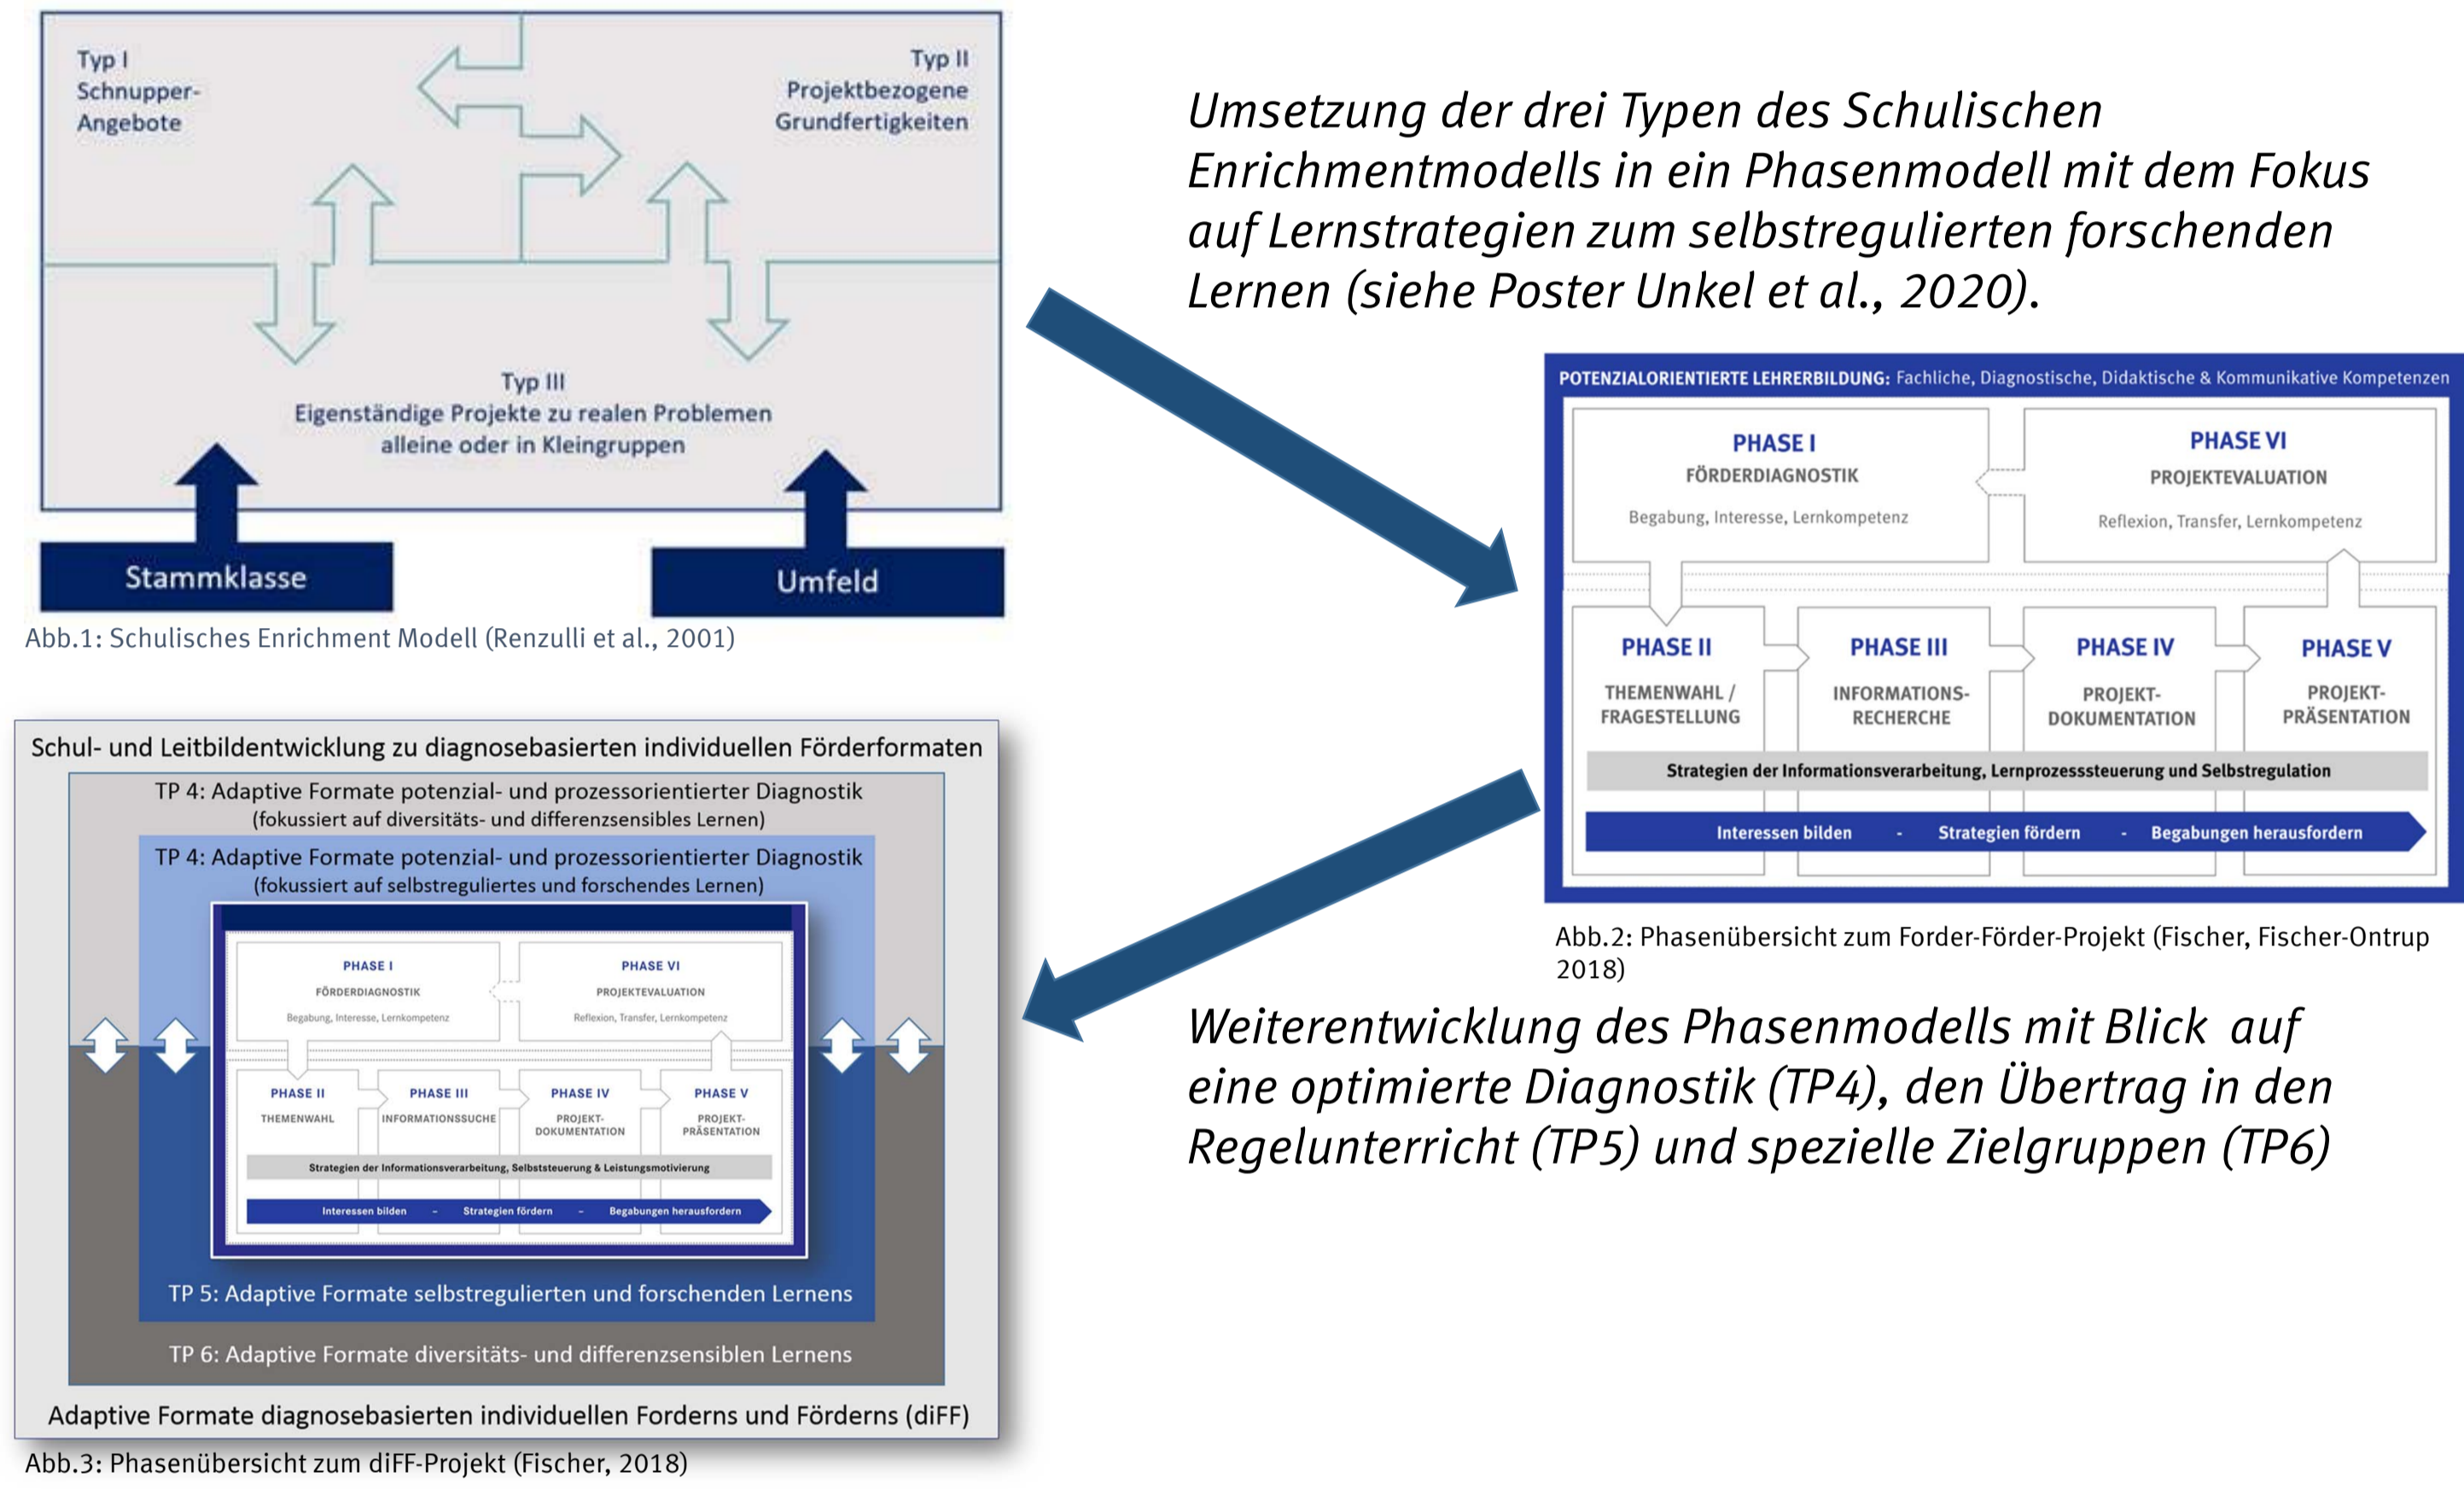 Typ I
Schnupper-
Angebote
Typ II
Projektbezogene
Grundfertigkeiten
Typ III
Eigenständige Projekte zu realen Problemen
alleine oder in Kleingruppen
Stammklasse
Umfeld
Abb.1: Schulisches Enrichment Modell (Renzulli et al., 2001)
Umsetzung der drei Typen des Schulischen
Enrichmentmodells in ein Phasenmodell mit dem Fokus
auf Lernstrategien zum selbstregulierten forschenden
Lernen (siehe Poster Unkel et al., 2020).
POTENZIALORIENTIERTE LEHRERBILDUNG: Fachliche, Diagnostische, Didaktische & Kommunikative Kompetenzen
PHASE I
FÖRDERDIAGNOSTIK
Begabung, Interesse, Lernkompetenz
PHASE VI
PROJEKTEVALUATION
Reflexion, Transfer, Lernkompetenz
PHASE II
THEMENWAHL /
FRAGESTELLUNG
PHASE III
INFORMATIONS-
RECHERCHE
PHASE IV
PROJEKT-
DOKUMENTATION
PHASE V
PROJEKT-
PRÄSENTATION
Strategien der Informationsverarbeitung, Lernprozesssteuerung und Selbstregulation
Interessen bilden - Strategien fördern - Begabungen herausfordern
Abb.2: Phasenübersicht zum Forder-Förder-Projekt (Fischer, Fischer-Ontrup
2018)
Weiterentwicklung des Phasenmodells mit Blick auf
eine optimierte Diagnostik (TP4), den Übertrag in den
Regelunterricht (TP5) und spezielle Zielgruppen (TP6)
Schul- und Leitbildentwicklung zu diagnosebasierten individuellen Förderformaten
TP 4: Adaptive Formate potenzial- und prozessorientierter Diagnostik
(fokussiert auf diversitäts- und differenzsensibles Lernen)
TP 4: Adaptive Formate potenzial- und prozessorientierter Diagnostik
(fokussiert auf selbstreguliertes und forschendes Lernen)
PHASE I
FÖRDERDIAGNOSTIK
Begabung, Interesse, Lernkompetenz
PHASE VI
PROJEKTEVALUATION
Reflexion, Transfer, Lernkompetenz
PHASE II
THEMENWAHL
PHASE III
INFORMATIONSSUCHE
PHASE IV
PROJEKT-
DOKUMENTATION
PHASE V
PROJEKT-
PRÄSENTATION
Strategien der Informationsverarbeitung, Selbststeuerung & Leistungsmotivierung
Interessen bilden – Strategien fördern – Begabungen herausfordern
TP 5: Adaptive Formate selbstregulierten und forschenden Lernens
TP 6: Adaptive Formate diversitäts- und differenzsensiblen Lernens
Adaptive Formate diagnosebasierten individuellen Forderns und Förderns (diFF)
Abb.3: Phasenübersicht zum diFF-Projekt (Fischer, 2018)